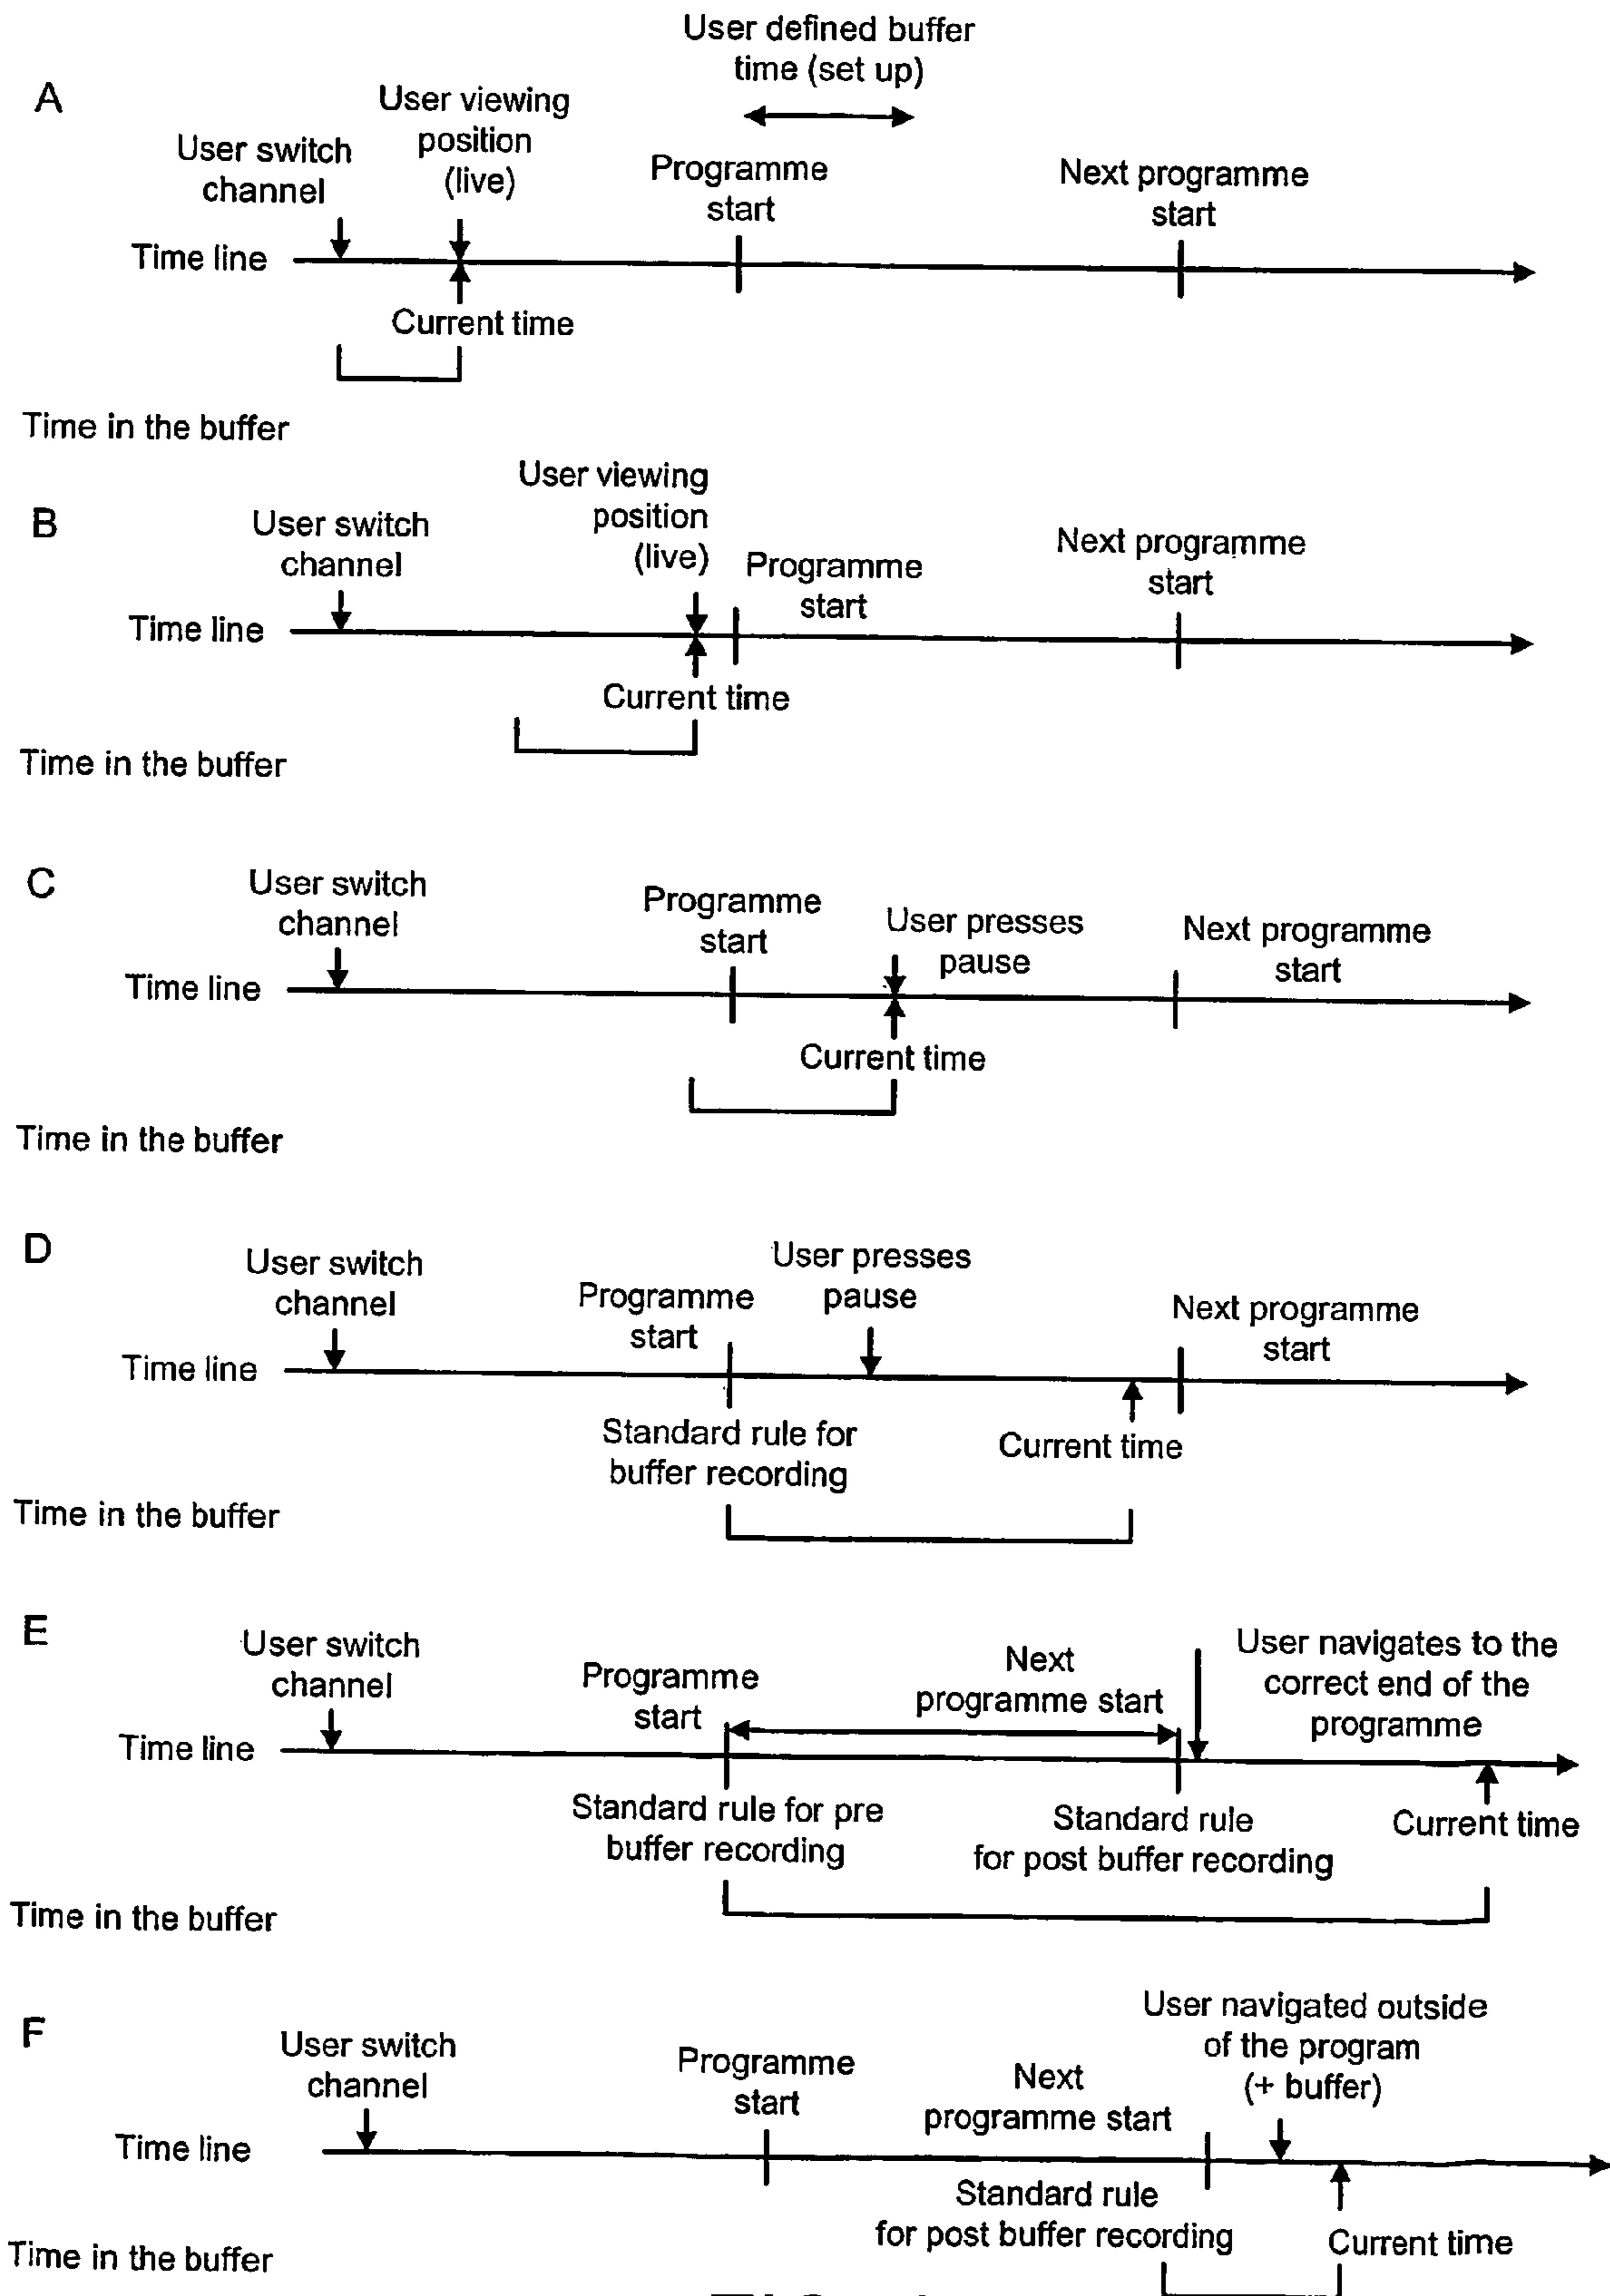 User defined buffer
time (set up)
A
User viewing
position
(live)
User switch
channel
Programme
start
Next programme
start
Time line
Current time
Time in the buffer
User viewing
position
(live)
B
User switch
channel
Programme
start
Next programme
start
Time line
Current time
Time in the buffer
C
User switch
channel
Programme
start
User presses
pause
Next programme
start
Time line
Current time
Time in the buffer
D
User switch
channel
Programme
start
User presses
pause
Next programme
start
Time line
Standard rule for
buffer recording
Current time
Time in the buffer
E
User switch
channel
Programme
start
Next
programme start
User navigates to the
correct end of the
programme
Time line
Standard rule for pre
buffer recording
Standard rule
for post buffer recording
Current time
Time in the buffer
F
User switch
channel
Programme
start
Next
programme start
User navigated outside
of the program
(+ buffer)
Time line
Standard rule
for post buffer recording
Current time
Time in the buffer